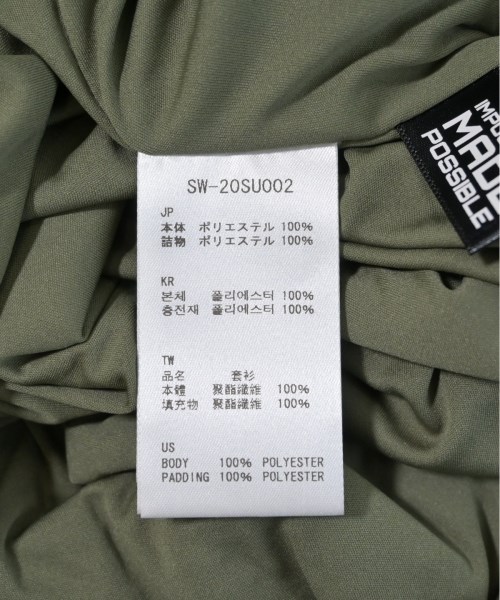 SW-20SU002
JP
本体 ポリエステル 100%
詰物 ポリエステル 100%
KR
본체 폴리에스터 100%
충전재 폴리에스터 100%
TW
品名 套衫
本體 聚酯纖維 100%
填充物 聚酯纖維 100%
US
BODY 100% POLYESTER
PADDING 100% POLYESTER
MADE
POSSIBLE